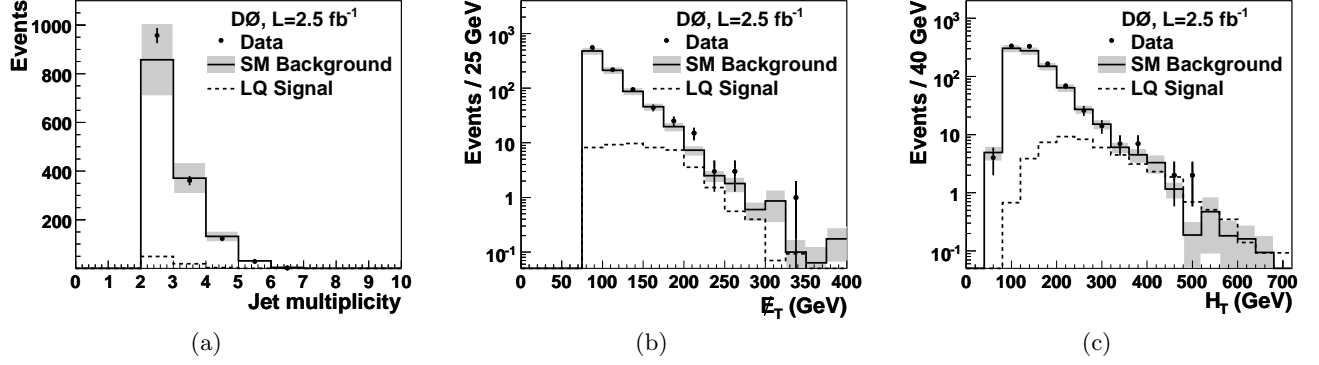 Events
1000
800
600
400
200
DØ, L=2.5 fb⁻¹
Data
SM Background
LQ Signal
0 1 2 3 4 5 6 7 8 9 10
Jet multiplicity
(a)
Events / 25 GeV
10³
10²
10
1
10⁻¹
DØ, L=2.5 fb⁻¹
Data
SM Background
LQ Signal
0 50 100 150 200 250 300 350 400
E̸_T (GeV)
(b)
Events / 40 GeV
10³
10²
10
1
10⁻¹
DØ, L=2.5 fb⁻¹
Data
SM Background
LQ Signal
0 100 200 300 400 500 600 700
H_T (GeV)
(c)